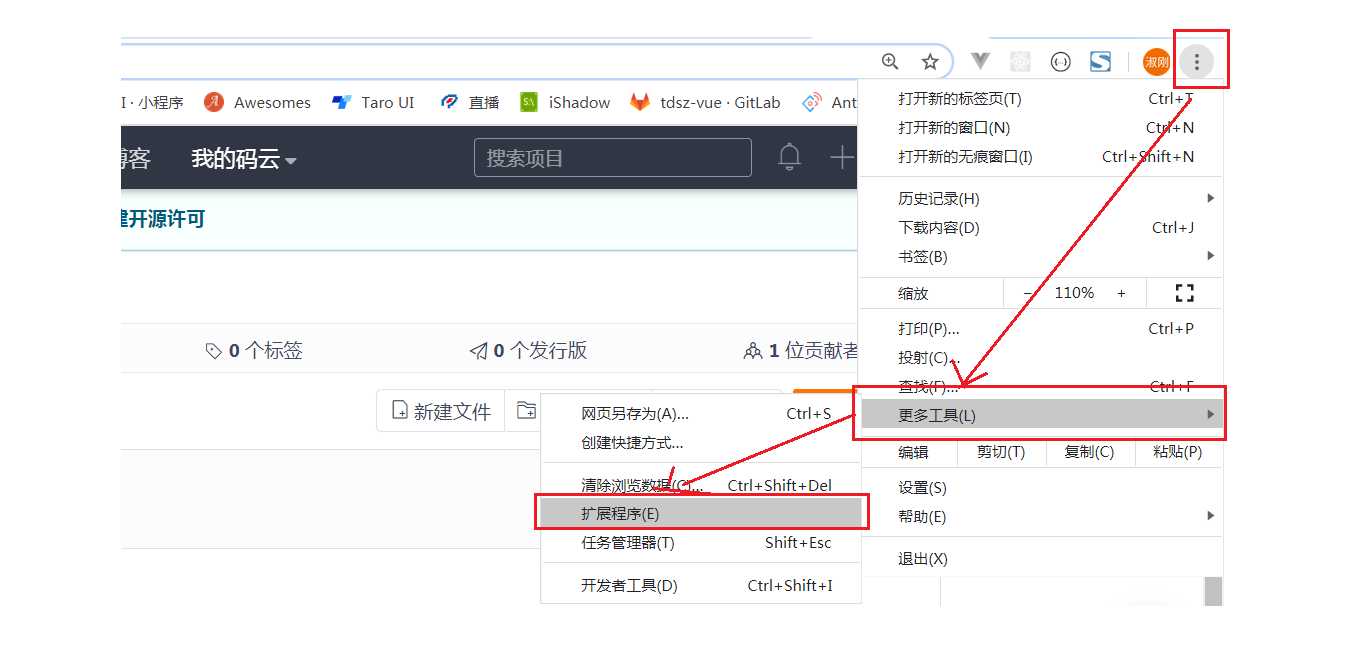 淑刚
I · 小程序 Awesomes Taro UI 直播 iShadow tdsz-vue · GitLab Ant
博客 我的码云 搜索项目
建开源许可
0 个标签 0 个发行版 1 位贡献者
新建文件
打开新的标签页(T) Ctrl+T
打开新的窗口(N) Ctrl+N
打开新的无痕窗口(I) Ctrl+Shift+N
历史记录(H)
下载内容(D) Ctrl+J
书签(B)
缩放 - 110% +
打印(P)... Ctrl+P
投射(C)...
查找(F)... Ctrl+F
更多工具(L)
编辑 剪切(T) 复制(C) 粘贴(P)
设置(S)
帮助(E)
退出(X)
网页另存为(A)... Ctrl+S
创建快捷方式...
清除浏览数据(C)... Ctrl+Shift+Del
扩展程序(E)
任务管理器(T) Shift+Esc
开发者工具(D) Ctrl+Shift+I